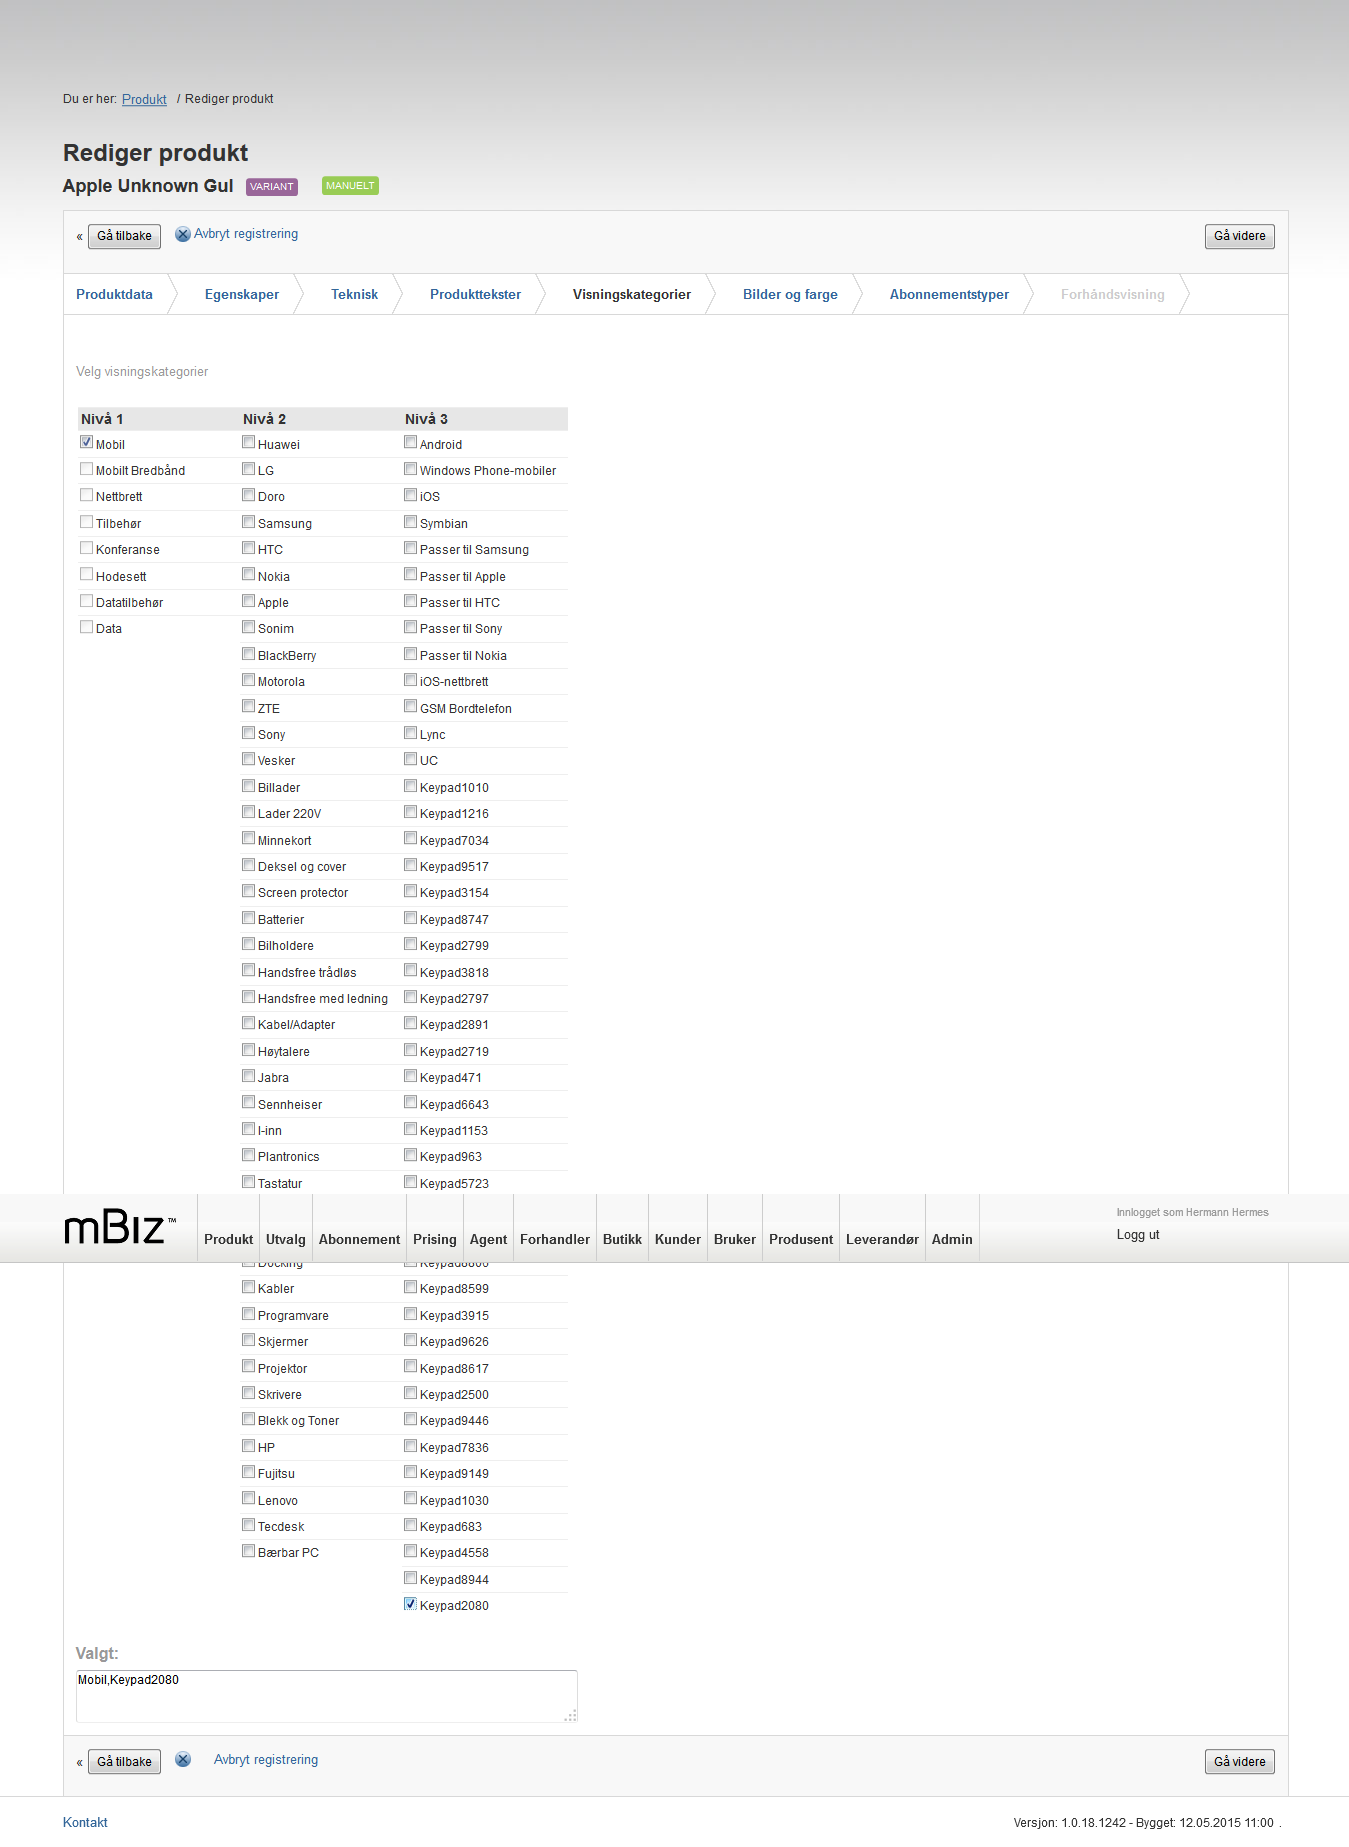 Du er her: Produkt / Rediger produkt
Rediger produkt
Apple Unknown Gul VARIANT MANUELT
« Gå tilbake Avbryt registrering Gå videre
Produktdata Egenskaper Teknisk Produkttekster Visningskategorier Bilder og farge Abonnementstyper Forhåndsvisning
Velg visningskategorier
Nivå 1 Nivå 2 Nivå 3
Mobil Huawei Android
Mobilt Bredbånd LG Windows Phone-mobiler
Nettbrett Doro iOS
Tilbehør Samsung Symbian
Konferanse HTC Passer til Samsung
Hodesett Nokia Passer til Apple
Datatilbehør Apple Passer til HTC
Data Sonim Passer til Sony
BlackBerry Passer til Nokia
Motorola iOS-nettbrett
ZTE GSM Bordtelefon
Sony Lync
Vesker UC
Billader Keypad1010
Lader 220V Keypad1216
Minnekort Keypad7034
Deksel og cover Keypad9517
Screen protector Keypad3154
Batterier Keypad8747
Bilholdere Keypad2799
Handsfree trådløs Keypad3818
Handsfree med ledning Keypad2797
Kabel/Adapter Keypad2891
Høytalere Keypad2719
Jabra Keypad471
Sennheiser Keypad6643
I-inn Keypad1153
Plantronics Keypad963
Tastatur Keypad5723
mBiz™ Produkt Utvalg Abonnement Prising Agent Forhandler Butikk Kunder Bruker Produsent Leverandør Admin
Innlogget som Hermann Hermes
Logg ut
Docking
Kabler Keypad8599
Programvare Keypad3915
Skjermer Keypad9626
Projektor Keypad8617
Skrivere Keypad2500
Blekk og Toner Keypad9446
HP Keypad7836
Fujitsu Keypad9149
Lenovo Keypad1030
Tecdesk Keypad683
Bærbar PC Keypad4558
Keypad8944
Keypad2080
Valgt:
Mobil,Keypad2080
« Gå tilbake Avbryt registrering Gå videre
Kontakt Versjon: 1.0.18.1242 - Bygget: 12.05.2015 11:00 .